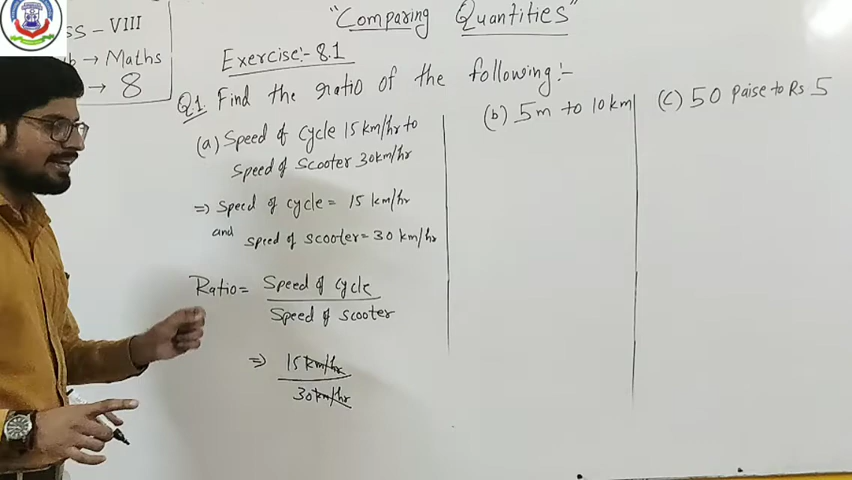 "Comparing Quantities"
ss - VIII
b → Maths
→ 8
Exercise:- 8.1
Q.1. Find the ratio of the following:-
(a) Speed of cycle 15 km/hr to
speed of scooter 30km/hr
⇒ speed of cycle = 15 km/hr
and speed of scooter = 30 km/hr
Ratio = Speed of cycle
Speed of scooter
⇒ 15 km/hr
30 km/hr
(b) 5m to 10 km
(c) 50 paise to Rs 5